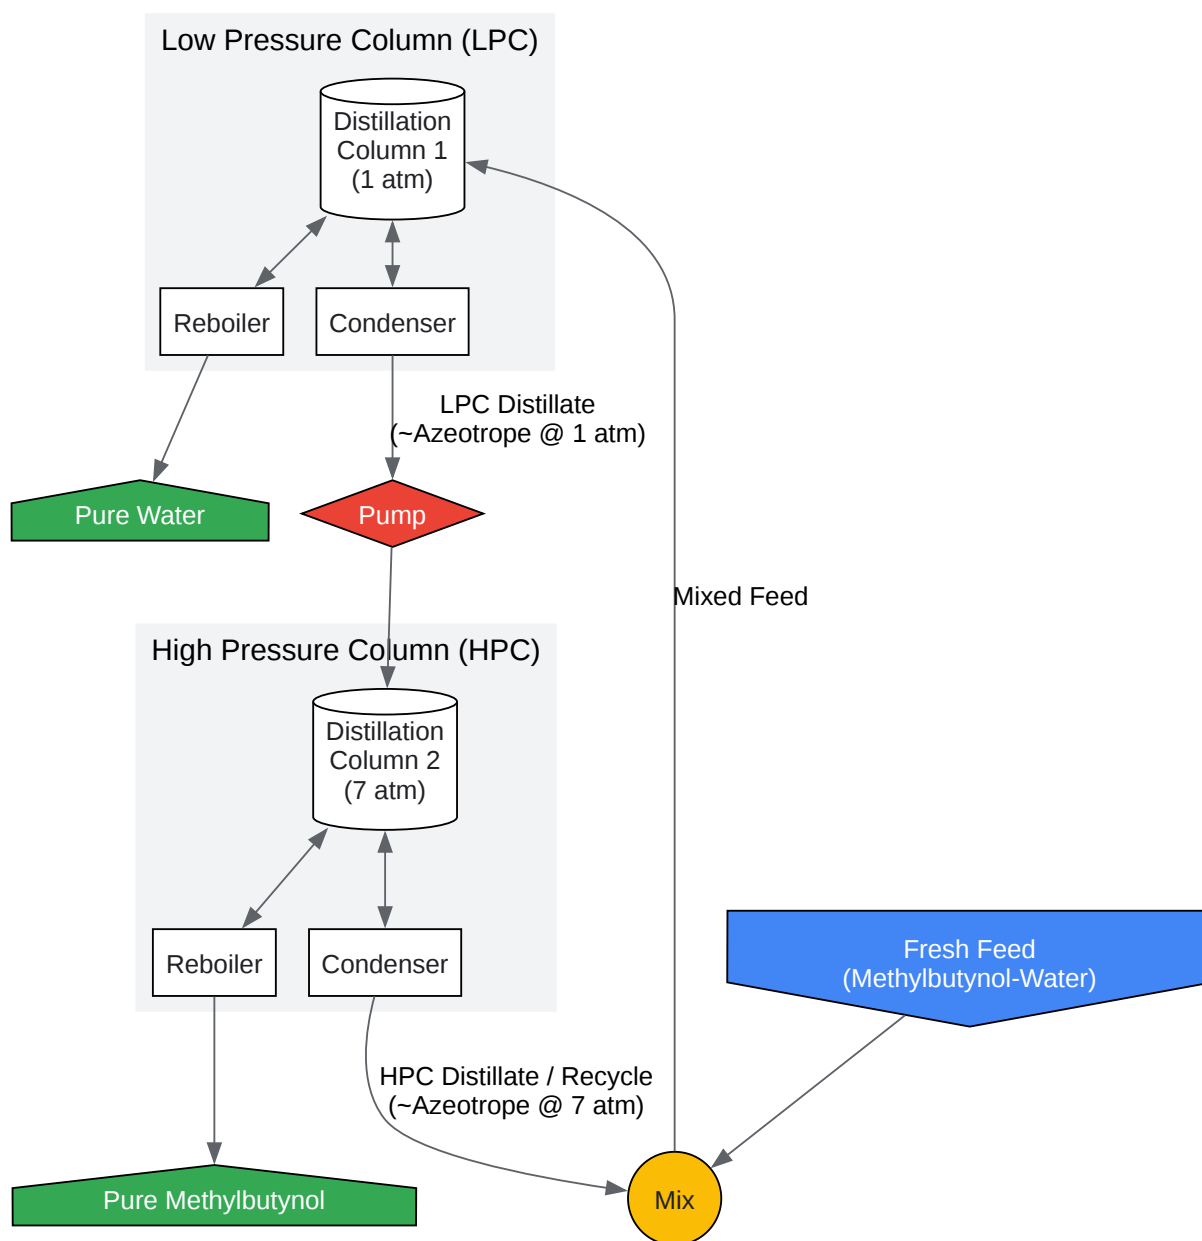 Low Pressure Column (LPC)
Distillation
Column 1
(1 atm)
Reboiler
Condenser
LPC Distillate
(~Azeotrope @ 1 atm)
Pure Water
Pump
Mixed Feed
High Pressure Column (HPC)
Distillation
Column 2
(7 atm)
Reboiler
Condenser
Fresh Feed
(Methylbutynol-Water)
HPC Distillate / Recycle
(~Azeotrope @ 7 atm)
Pure Methylbutynol
Mix